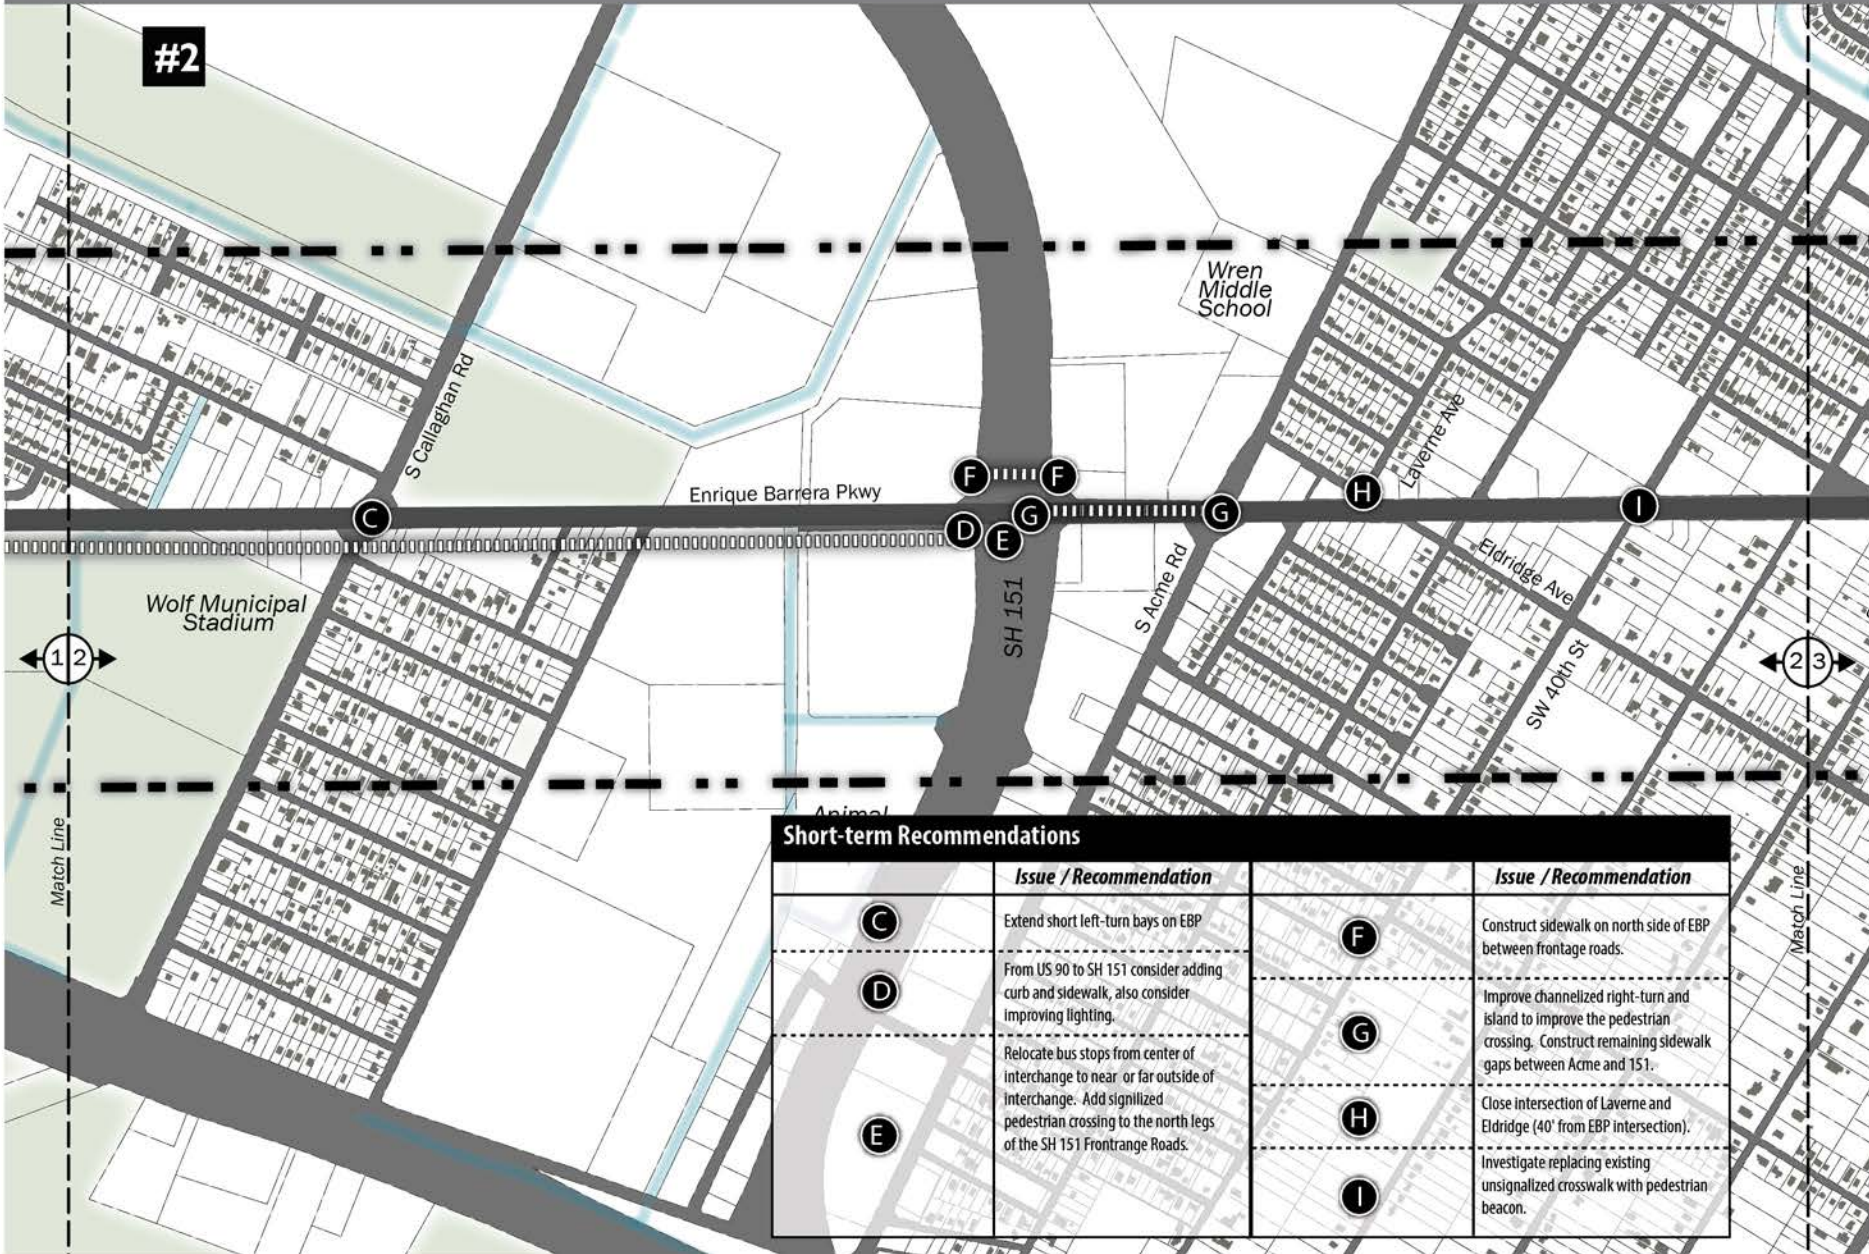 #2
Wren
Middle
School
S Callaghan Rd
Laverne Ave
F
F
Enrique Barrera Pkwy
C
D
E
G
G
H
I
Eldridge Ave
S Acme Rd
SH 151
Wolf Municipal
Stadium
SW 40th St
1 2
2 3
Match Line
Match Line
Animal
Short-term Recommendations
Issue / Recommendation
C
Extend short left-turn bays on EBP
D
From US 90 to SH 151 consider adding
curb and sidewalk, also consider
improving lighting.
E
Relocate bus stops from center of
interchange to near or far outside of
interchange. Add signilized
pedestrian crossing to the north legs
of the SH 151 Frontrange Roads.
Issue / Recommendation
F
Construct sidewalk on north side of EBP
between frontage roads.
G
Improve channelized right-turn and
island to improve the pedestrian
crossing. Construct remaining sidewalk
gaps between Acme and 151.
H
Close intersection of Laverne and
Eldridge (40' from EBP intersection).
I
Investigate replacing existing
unsignalized crosswalk with pedestrian
beacon.